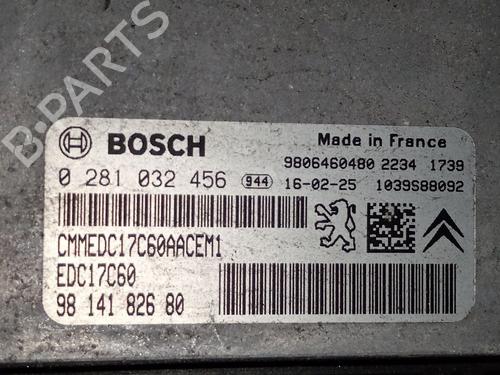 B-PARTS
BOSCH
Made in France
9806460480 2234 1739
0 281 032 456 944 16-02-25 1039S88092
CMMEDC17C60AACEM1
EDC17C60
98 141 826 80